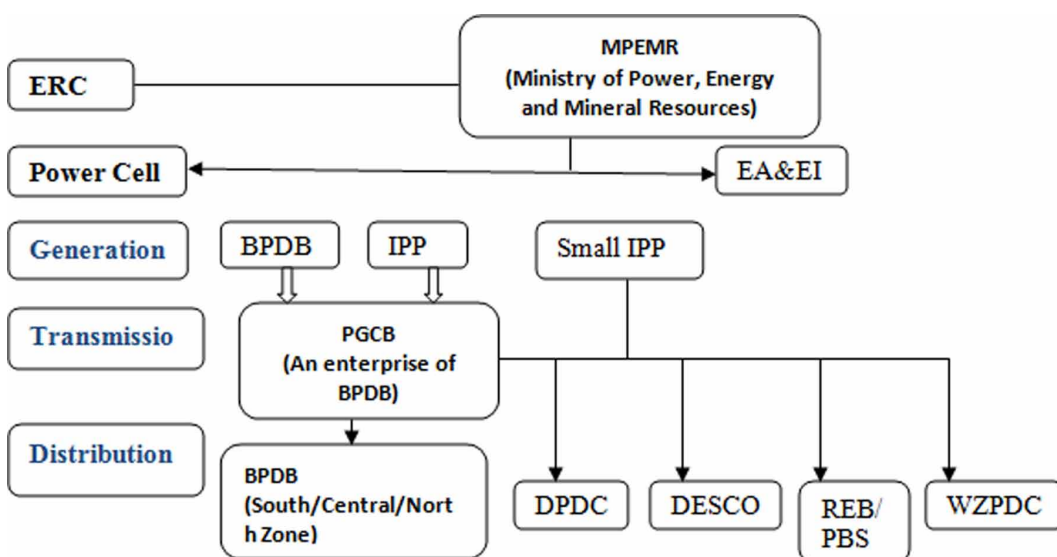 MPEMR
(Ministry of Power, Energy
and Mineral Resources)
ERC
Power Cell
EA&EI
Generation
BPDB
IPP
Small IPP
Transmissio
PGCB
(An enterprise of
BPDB)
Distribution
BPDB
(South/Central/Nort
h Zone)
DPDC
DESCO
REB/
PBS
WZPDC